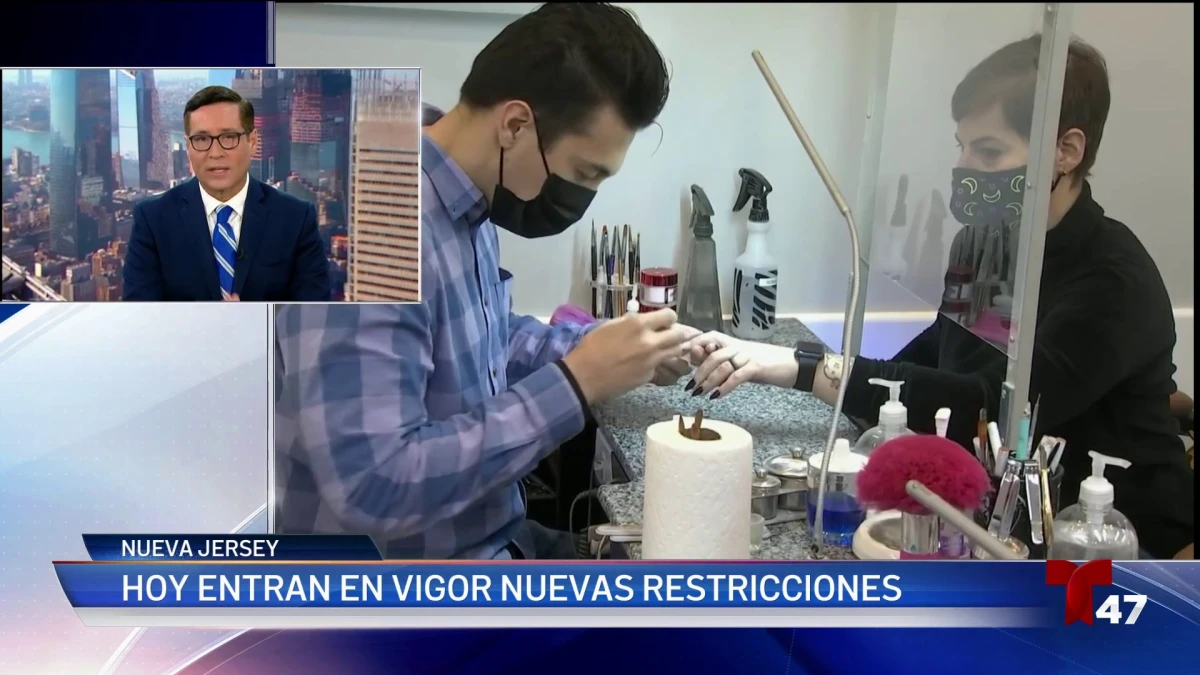 NUEVA JERSEY
HOY ENTRAN EN VIGOR NUEVAS RESTRICCIONES
T 47